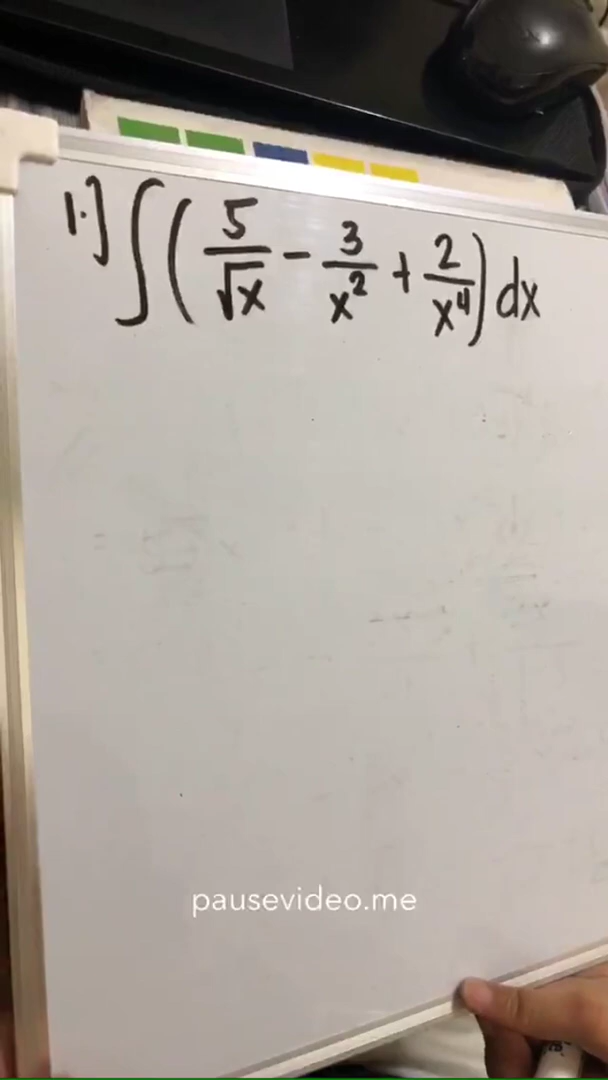 1.] ∫ ( 5/√x - 3/x² + 2/x⁴ ) dx
pausevideo.me